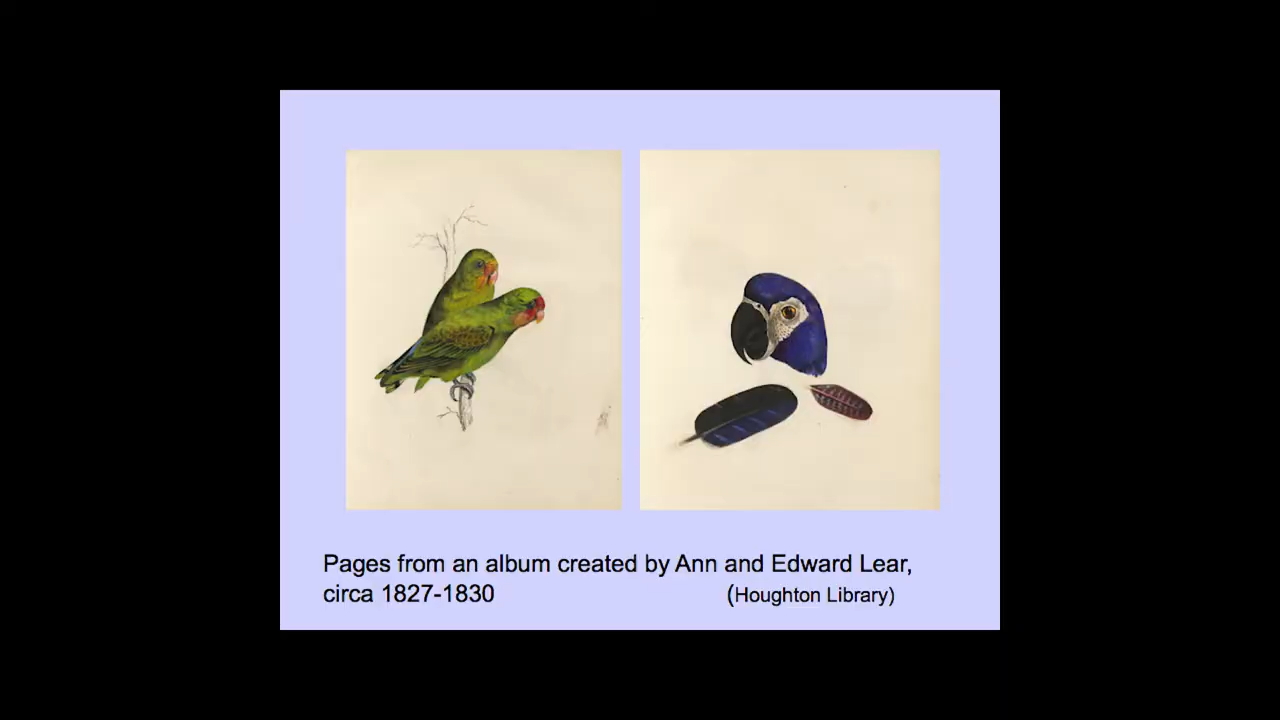 Pages from an album created by Ann and Edward Lear,
circa 1827-1830 (Houghton Library)